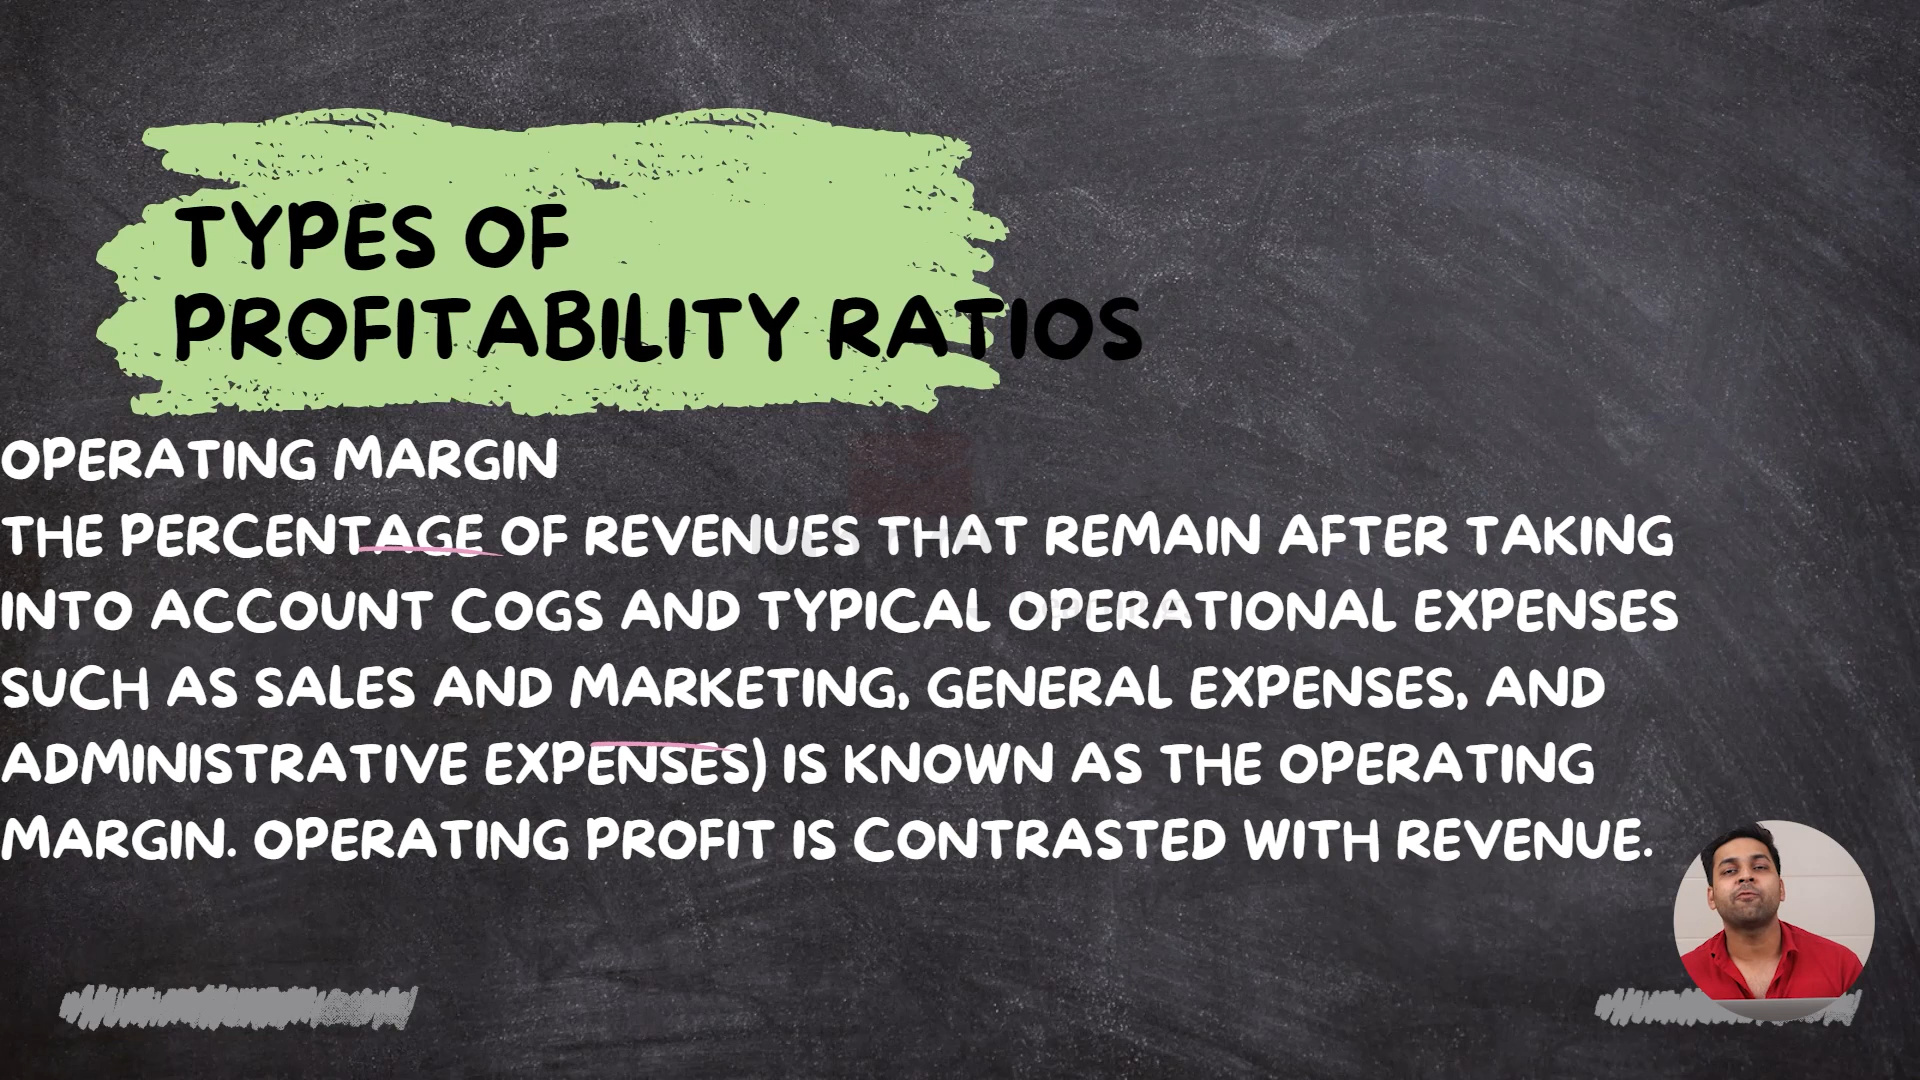 TYPES OF
PROFITABILITY RATIOS
OPERATING MARGIN
THE PERCENTAGE OF REVENUES THAT REMAIN AFTER TAKING
INTO ACCOUNT COGS AND TYPICAL OPERATIONAL EXPENSES
SUCH AS SALES AND MARKETING, GENERAL EXPENSES, AND
ADMINISTRATIVE EXPENSES) IS KNOWN AS THE OPERATING
MARGIN. OPERATING PROFIT IS CONTRASTED WITH REVENUE.